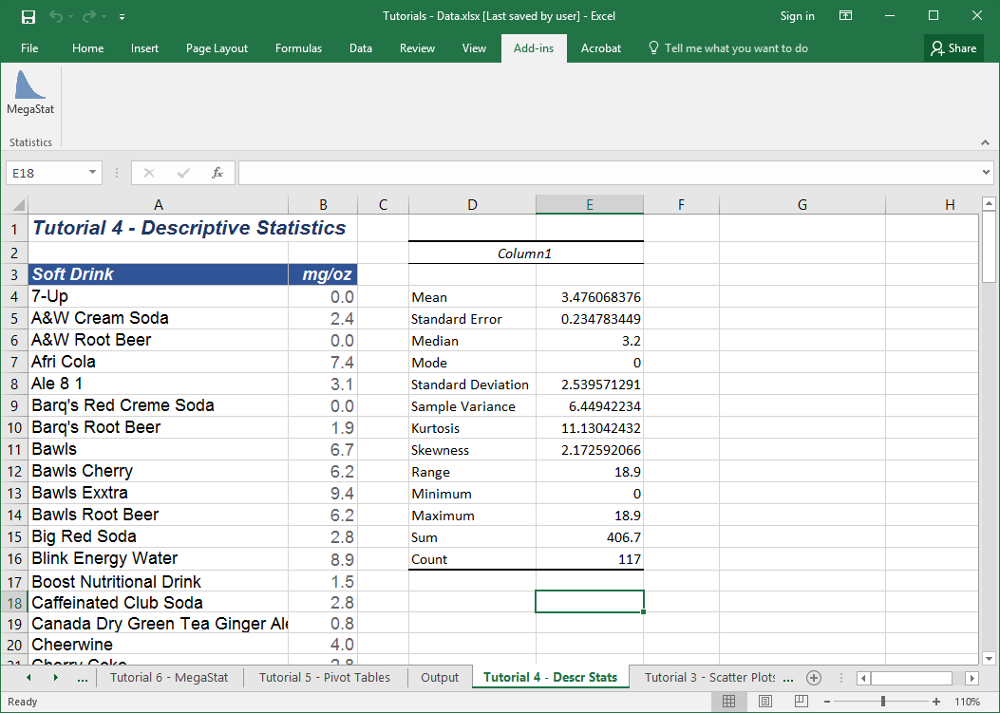 Tutorials - Data.xlsx [Last saved by user] - Excel
Sign in
File Home Insert Page Layout Formulas Data Review View Add-ins Acrobat Tell me what you want to do Share
MegaStat
Statistics
E18 fx
A B C D E F G H
1 Tutorial 4 - Descriptive Statistics
2 Column1
3 Soft Drink mg/oz
4 7-Up 0.0 Mean 3.476068376
5 A&W Cream Soda 2.4 Standard Error 0.234783449
6 A&W Root Beer 0.0 Median 3.2
7 Afri Cola 7.4 Mode 0
8 Ale 8 1 3.1 Standard Deviation 2.539571291
9 Barq's Red Creme Soda 0.0 Sample Variance 6.44942234
10 Barq's Root Beer 1.9 Kurtosis 11.13042432
11 Bawls 6.7 Skewness 2.172592066
12 Bawls Cherry 6.2 Range 18.9
13 Bawls Exxtra 9.4 Minimum 0
14 Bawls Root Beer 6.2 Maximum 18.9
15 Big Red Soda 2.8 Sum 406.7
16 Blink Energy Water 8.9 Count 117
17 Boost Nutritional Drink 1.5
18 Caffeinated Club Soda 2.8
19 Canada Dry Green Tea Ginger Ale 0.8
20 Cheerwine 4.0
21 Cherry Coke 2.8
... Tutorial 6 - MegaStat Tutorial 5 - Pivot Tables Output Tutorial 4 - Descr Stats Tutorial 3 - Scatter Plots ...
Ready 110%